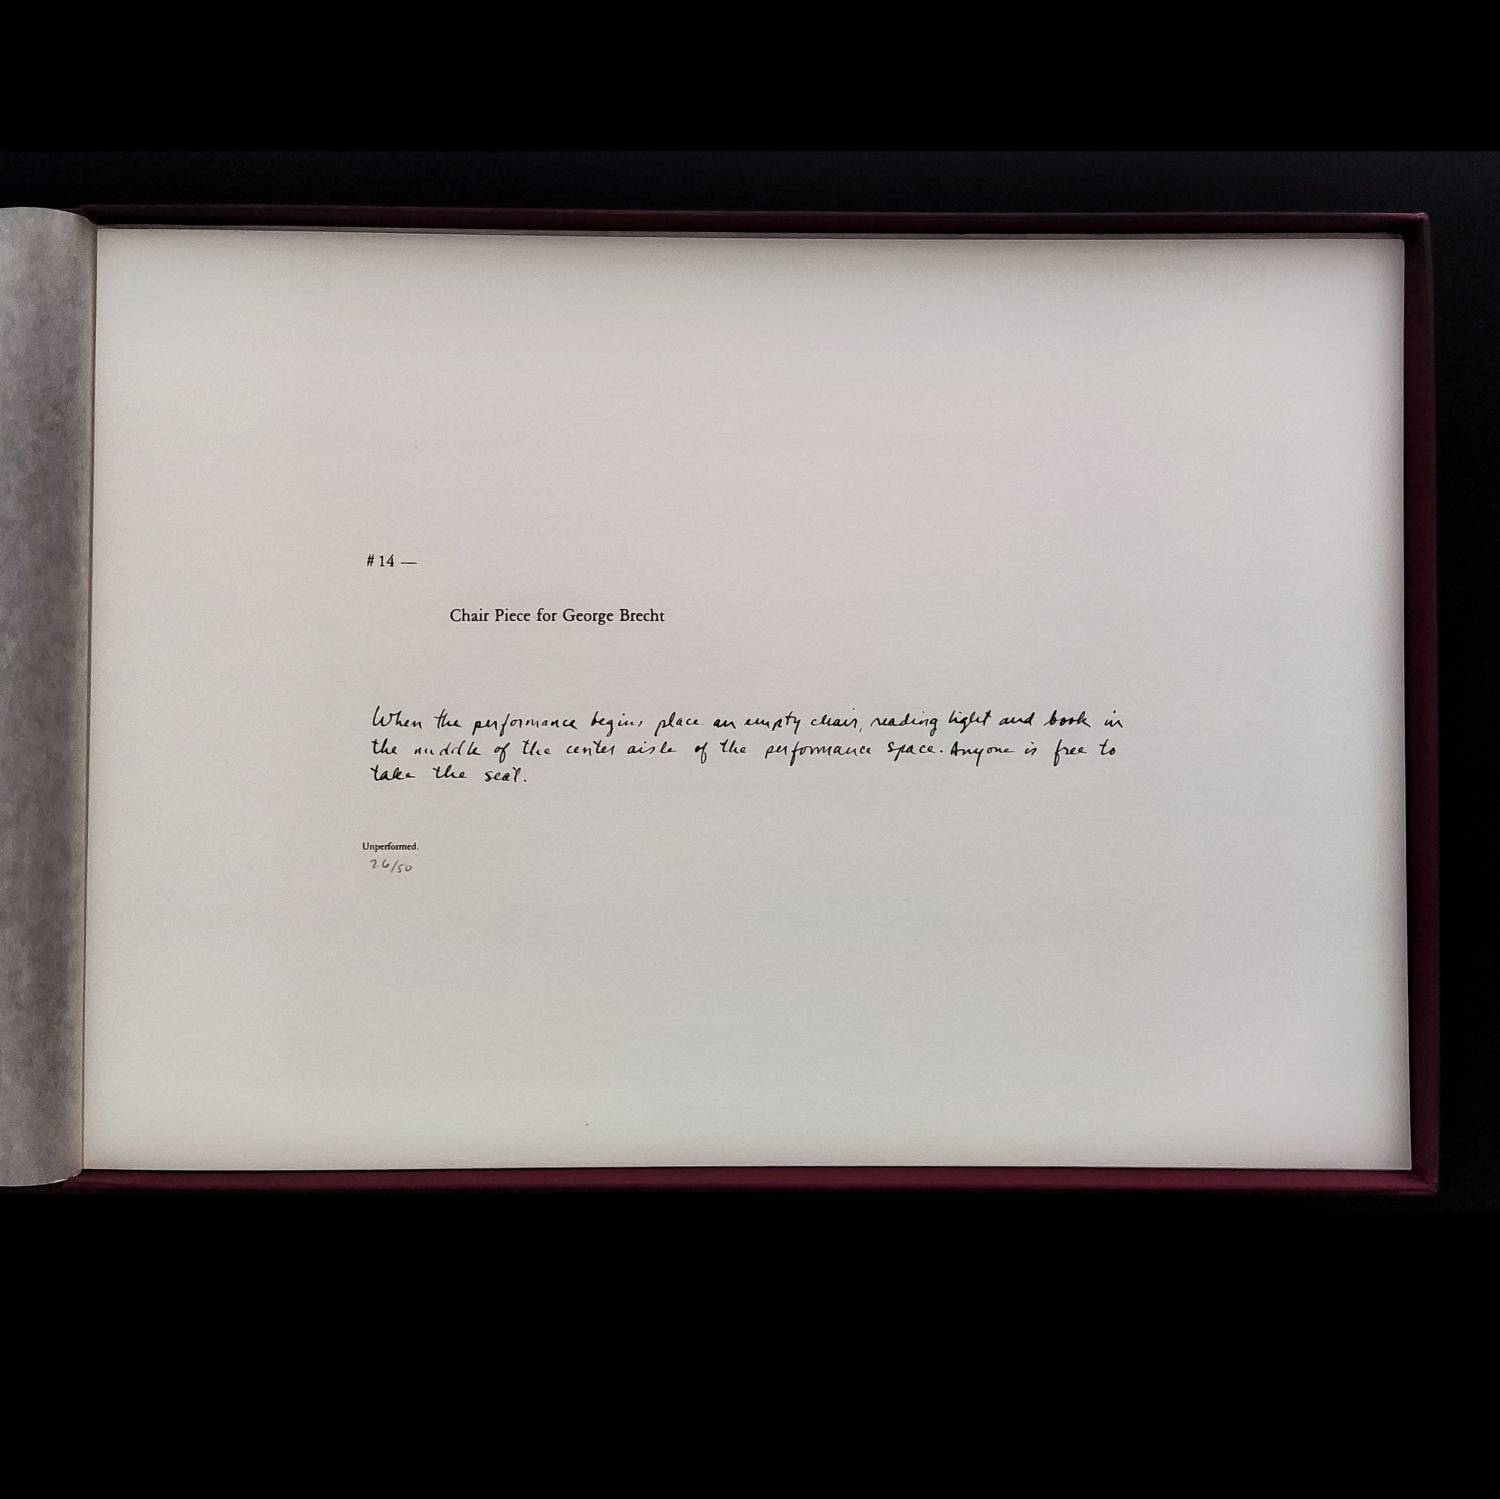 # 14 —
Chair Piece for George Brecht
When the performance begins place an empty chair, reading light and book in
the middle of the center aisle of the performance space. Anyone is free to
take the seat.
Unperformed.
26/50